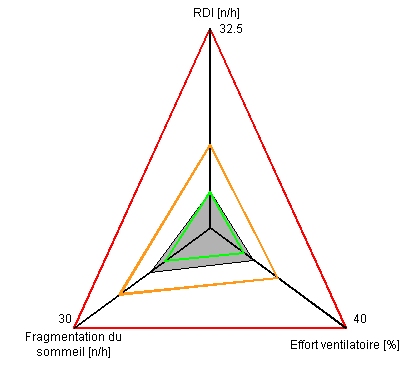 RDI [n/h]
32.5
30
40
Fragmentation du
sommeil [n/h]
Effort ventilatoire [%]